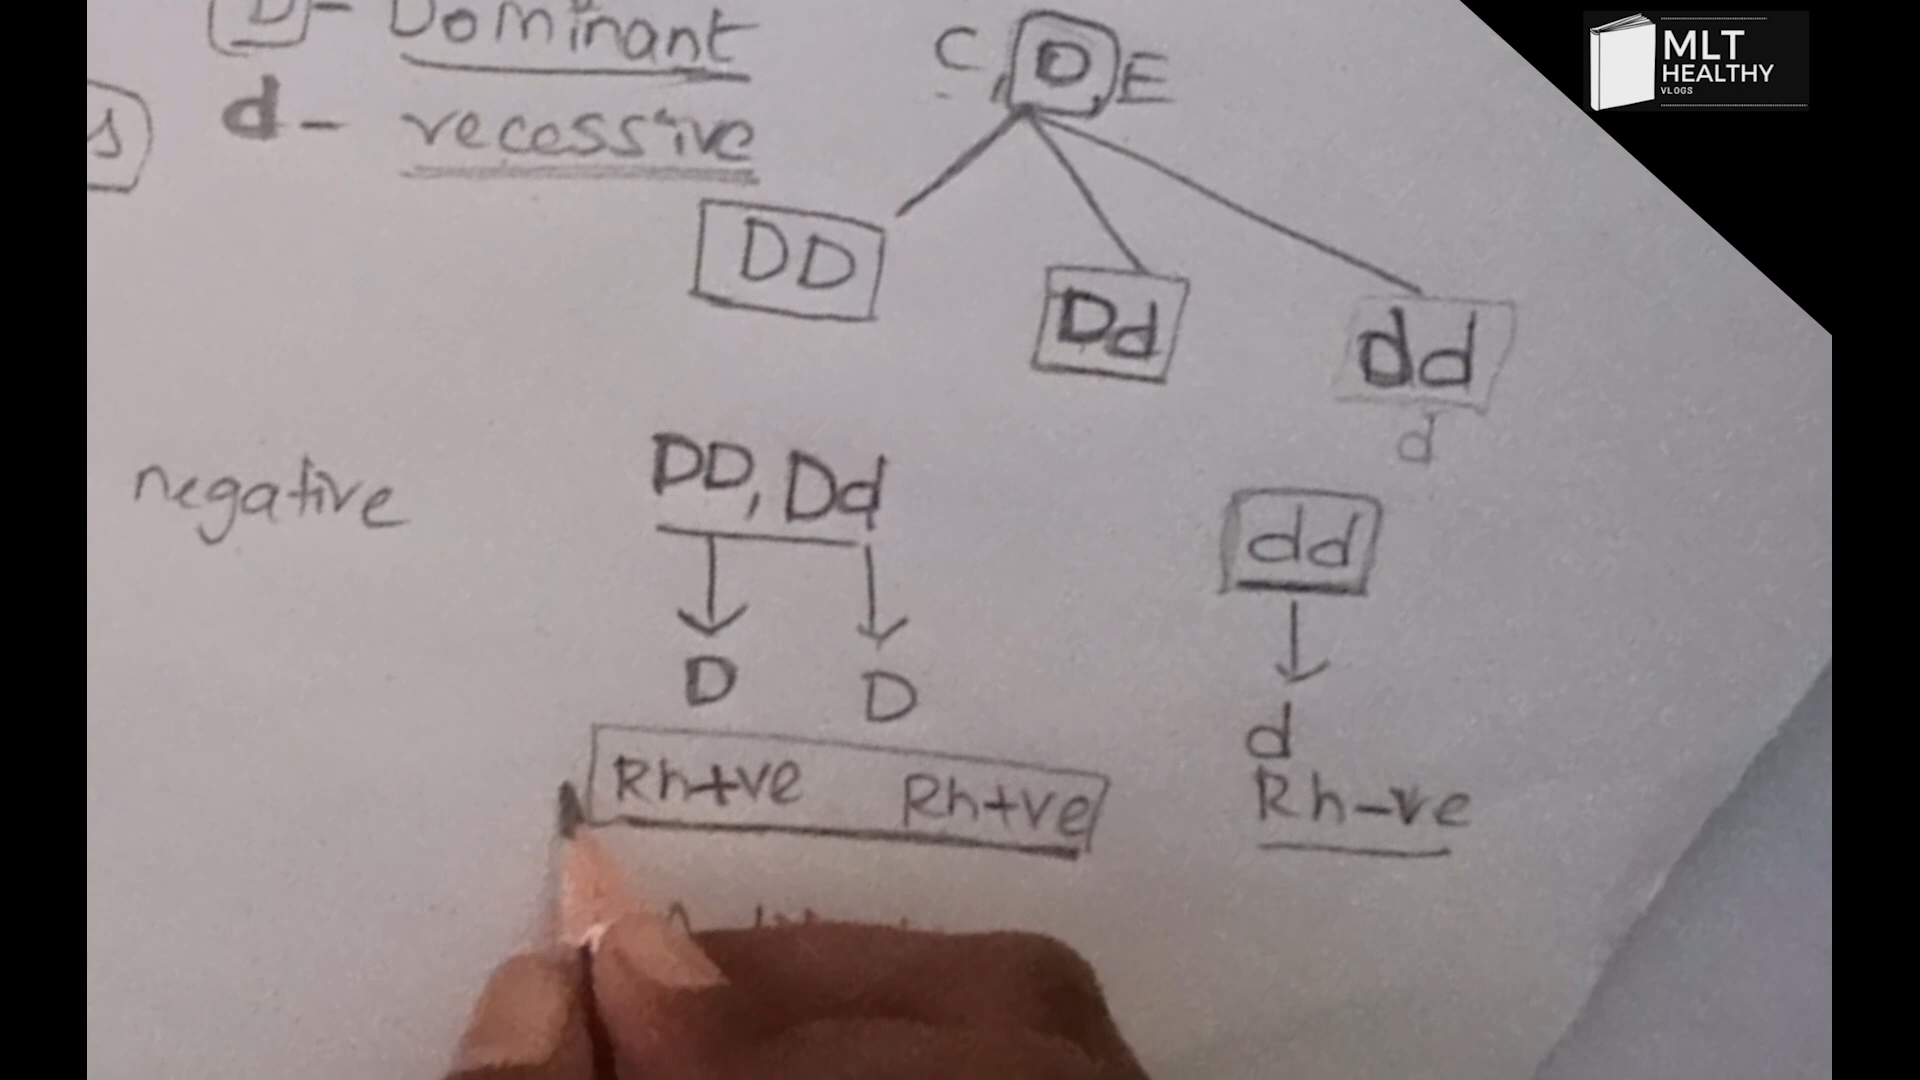 D - Dominant
C, D, E
d - recessive
DD
Dd
dd
d
negative
DD, Dd
dd
D D
d
Rh+ve Rh+ve
Rh-ve
MLT
HEALTHY
VLOGS